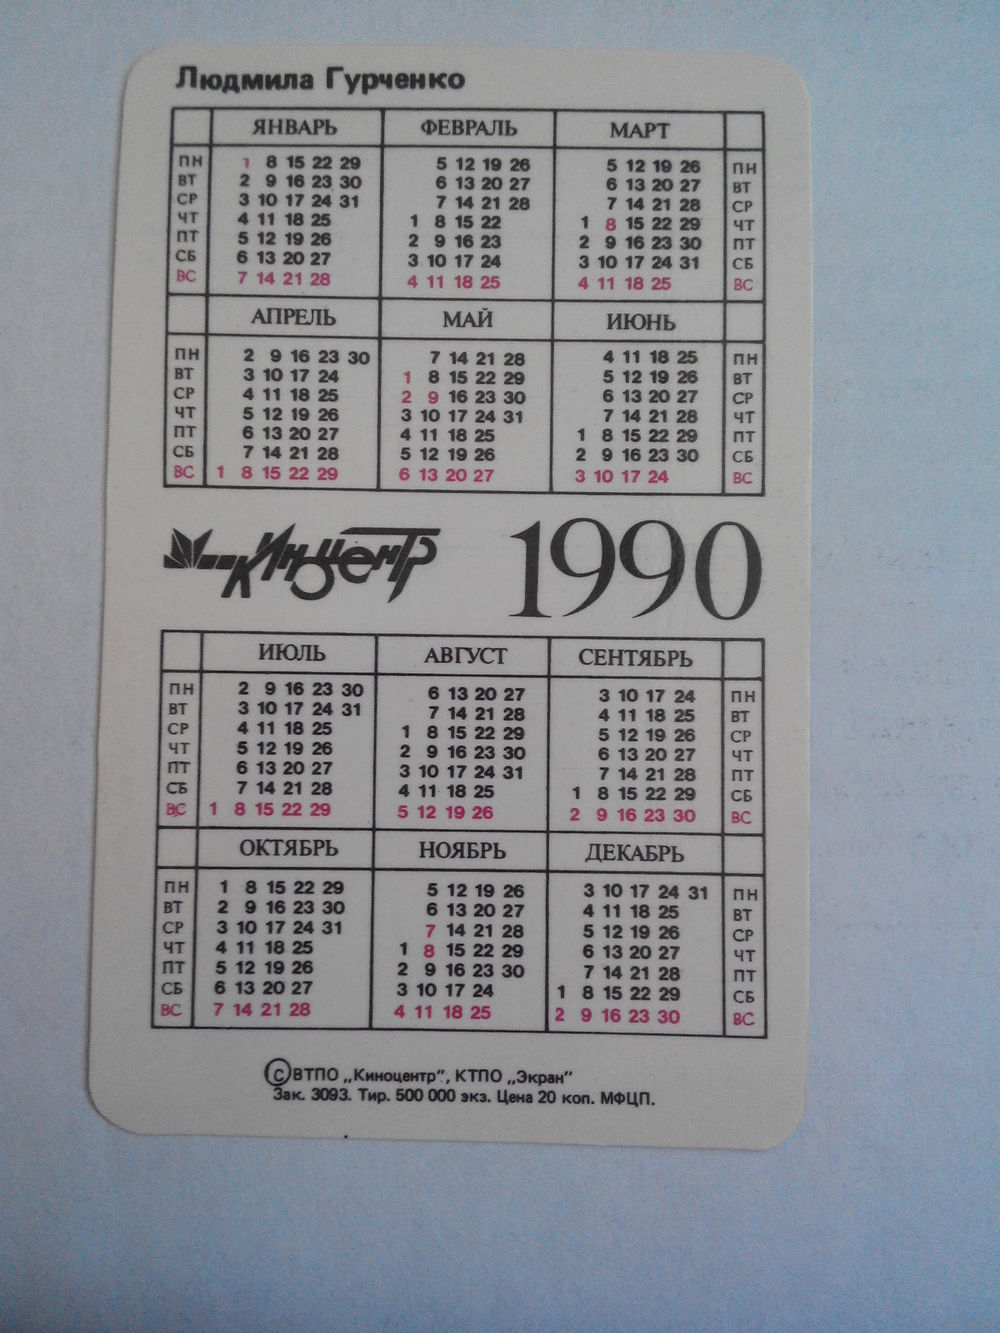 Людмила Гурченко
ЯНВАРЬ ФЕВРАЛЬ МАРТ
ПН 1 8 15 22 29 5 12 19 26 5 12 19 26 ПН
ВТ 2 9 16 23 30 6 13 20 27 6 13 20 27 ВТ
СР 3 10 17 24 31 7 14 21 28 7 14 21 28 СР
ЧТ 4 11 18 25 1 8 15 22 1 8 15 22 29 ЧТ
ПТ 5 12 19 26 2 9 16 23 2 9 16 23 30 ПТ
СБ 6 13 20 27 3 10 17 24 3 10 17 24 31 СБ
ВС 7 14 21 28 4 11 18 25 4 11 18 25 ВС
АПРЕЛЬ МАЙ ИЮНЬ
ПН 2 9 16 23 30 7 14 21 28 4 11 18 25 ПН
ВТ 3 10 17 24 1 8 15 22 29 5 12 19 26 ВТ
СР 4 11 18 25 2 9 16 23 30 6 13 20 27 СР
ЧТ 5 12 19 26 3 10 17 24 31 7 14 21 28 ЧТ
ПТ 6 13 20 27 4 11 18 25 1 8 15 22 29 ПТ
СБ 7 14 21 28 5 12 19 26 2 9 16 23 30 СБ
ВС 1 8 15 22 29 6 13 20 27 3 10 17 24 ВС
Киноцентр 1990
ИЮЛЬ АВГУСТ СЕНТЯБРЬ
ПН 2 9 16 23 30 6 13 20 27 3 10 17 24 ПН
ВТ 3 10 17 24 31 7 14 21 28 4 11 18 25 ВТ
СР 4 11 18 25 1 8 15 22 29 5 12 19 26 СР
ЧТ 5 12 19 26 2 9 16 23 30 6 13 20 27 ЧТ
ПТ 6 13 20 27 3 10 17 24 31 7 14 21 28 ПТ
СБ 7 14 21 28 4 11 18 25 1 8 15 22 29 СБ
ВС 1 8 15 22 29 5 12 19 26 2 9 16 23 30 ВС
ОКТЯБРЬ НОЯБРЬ ДЕКАБРЬ
ПН 1 8 15 22 29 5 12 19 26 3 10 17 24 31 ПН
ВТ 2 9 16 23 30 6 13 20 27 4 11 18 25 ВТ
СР 3 10 17 24 31 7 14 21 28 5 12 19 26 СР
ЧТ 4 11 18 25 1 8 15 22 29 6 13 20 27 ЧТ
ПТ 5 12 19 26 2 9 16 23 30 7 14 21 28 ПТ
СБ 6 13 20 27 3 10 17 24 1 8 15 22 29 СБ
ВС 7 14 21 28 4 11 18 25 2 9 16 23 30 ВС
©ВТПО „Киноцентр", КТПО „Экран"
Зак. 3093. Тир. 500 000 экз. Цена 20 коп. МФЦП.